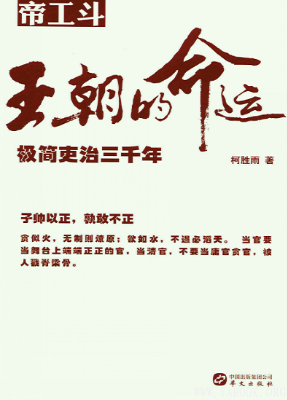 帝工斗
王朝的命运
极简吏治三千年
柯胜雨 著
子帅以正，孰敢不正
贪似火，无制则燎原；欲如水，不遏必滔天。 当官要
当舞台上端端正正的官，当清官，不要当庸官贪官，被
人戳脊梁骨。
中国出版集团公司
华文出版社